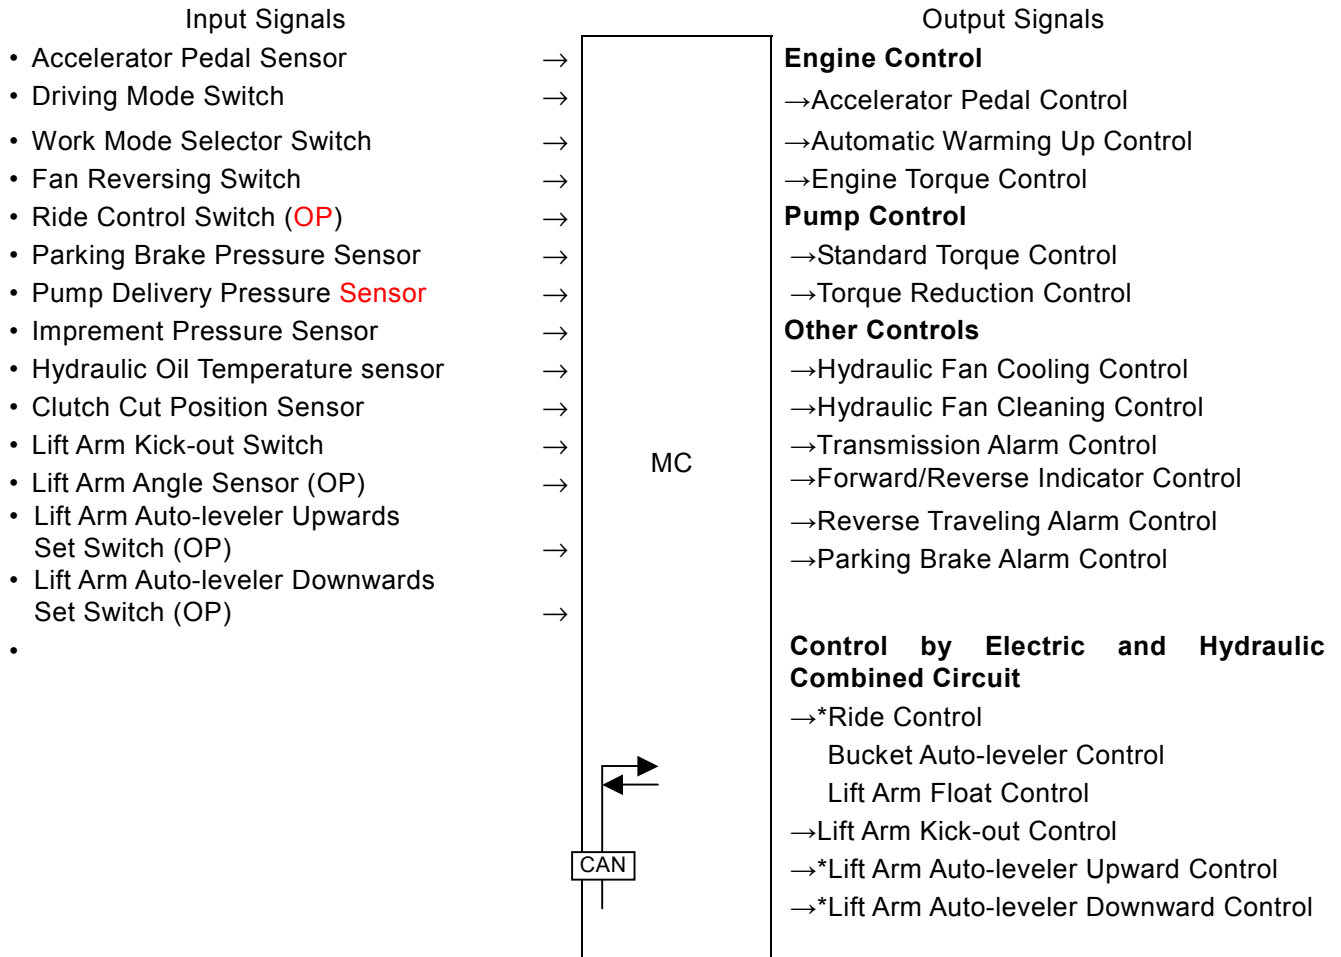 Input Signals
• Accelerator Pedal Sensor →
• Driving Mode Switch →
• Work Mode Selector Switch →
• Fan Reversing Switch →
• Ride Control Switch (OP) →
• Parking Brake Pressure Sensor →
• Pump Delivery Pressure Sensor →
• Imprement Pressure Sensor →
• Hydraulic Oil Temperature sensor →
• Clutch Cut Position Sensor →
• Lift Arm Kick-out Switch →
• Lift Arm Angle Sensor (OP) →
• Lift Arm Auto-leveler Upwards
Set Switch (OP) →
• Lift Arm Auto-leveler Downwards
Set Switch (OP) →
•
MC
CAN
Output Signals
Engine Control
→Accelerator Pedal Control
→Automatic Warming Up Control
→Engine Torque Control
Pump Control
→Standard Torque Control
→Torque Reduction Control
Other Controls
→Hydraulic Fan Cooling Control
→Hydraulic Fan Cleaning Control
→Transmission Alarm Control
→Forward/Reverse Indicator Control
→Reverse Traveling Alarm Control
→Parking Brake Alarm Control
Control by Electric and Hydraulic
Combined Circuit
→*Ride Control
Bucket Auto-leveler Control
Lift Arm Float Control
→Lift Arm Kick-out Control
→*Lift Arm Auto-leveler Upward Control
→*Lift Arm Auto-leveler Downward Control